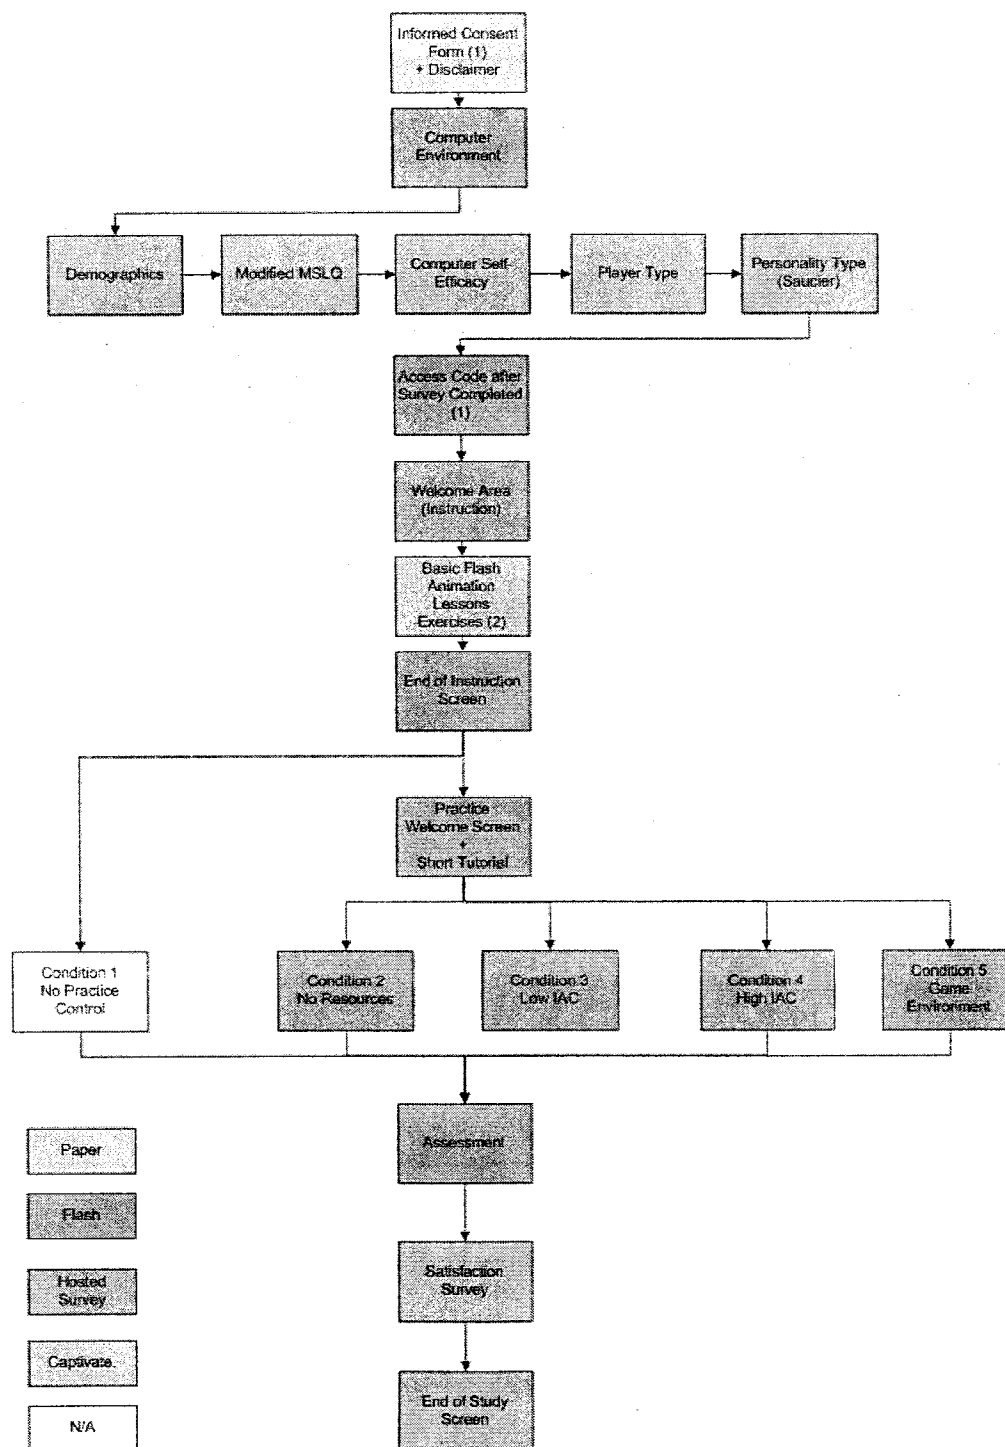 Informed Consent
Form (1)
+ Disclaimer
Computer
Environment
Demographics
Modified MSLQ
Computer Self-
Efficacy
Player Type
Personality Type
(Saucier)
Access Code after
Survey Completed
(1)
Welcome Area
(Instruction)
Basic Flash
Animation
Lessons
Exercises (2)
End of Instruction
Screen
Practice
Welcome Screen
+
Short Tutorial
Condition 1
No Practice
Control
Condition 2
No Resources
Condition 3
Low IAC
Condition 4
High IAC
Condition 5
Game
Environment
Assessment
Satisfaction
Survey
End of Study
Screen
Paper
Flash
Hosted
Survey
Captivate.
N/A